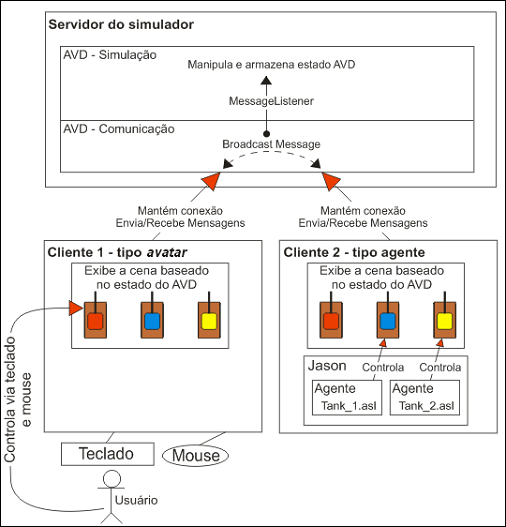 Servidor do simulador
AVD - Simulação
Manipula e armazena estado AVD
MessageListener
AVD - Comunicação
Broadcast Message
Mantém conexão
Envia/Recebe Mensagens
Mantém conexão
Envia/Recebe Mensagens
Cliente 1 - tipo avatar
Exibe a cena baseado
no estado do AVD
Cliente 2 - tipo agente
Exibe a cena baseado
no estado do AVD
Jason
Controla
Controla
Agente
Tank_1.asl
Agente
Tank_2.asl
Controla via teclado
e mouse
Teclado
Mouse
Usuário